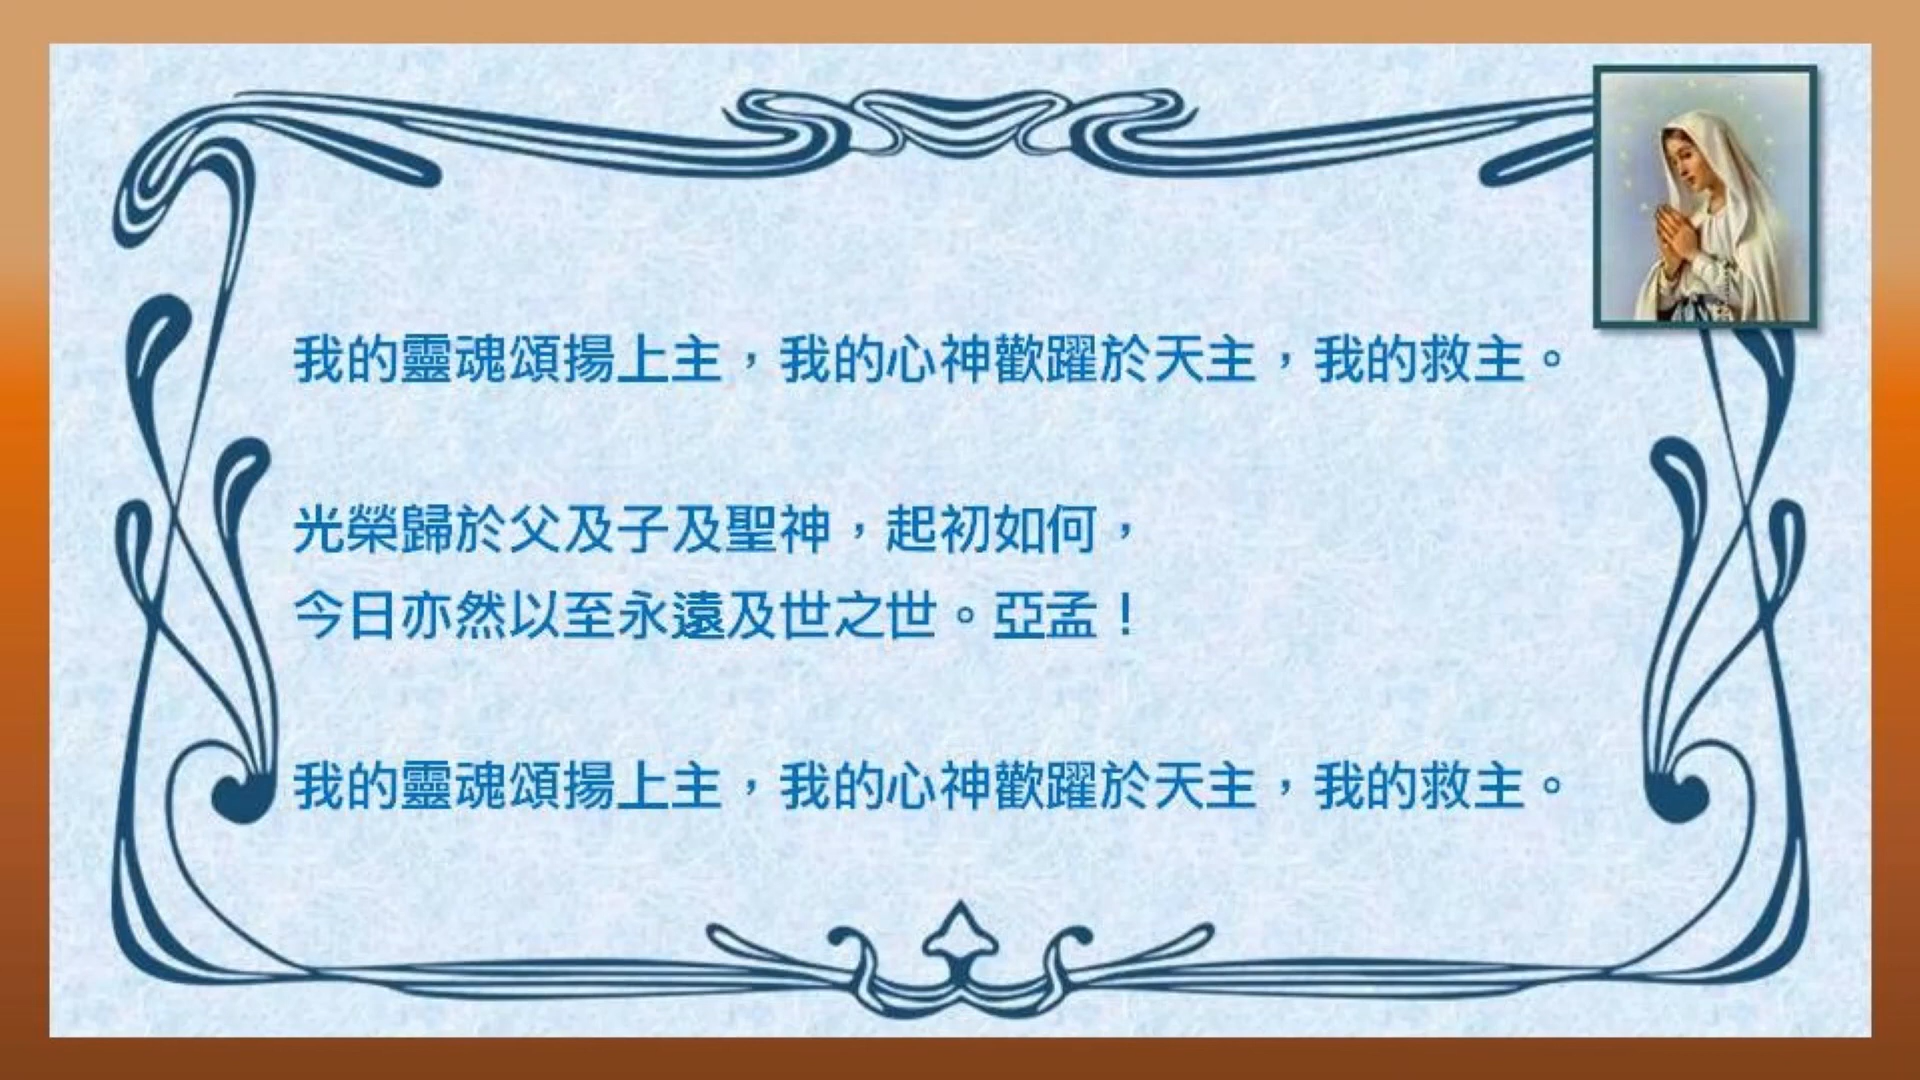 我的靈魂頌揚上主，我的心神歡躍於天主，我的救主。
光榮歸於父及子及聖神，起初如何，
今日亦然以至永遠及世之世。亞孟！
我的靈魂頌揚上主，我的心神歡躍於天主，我的救主。